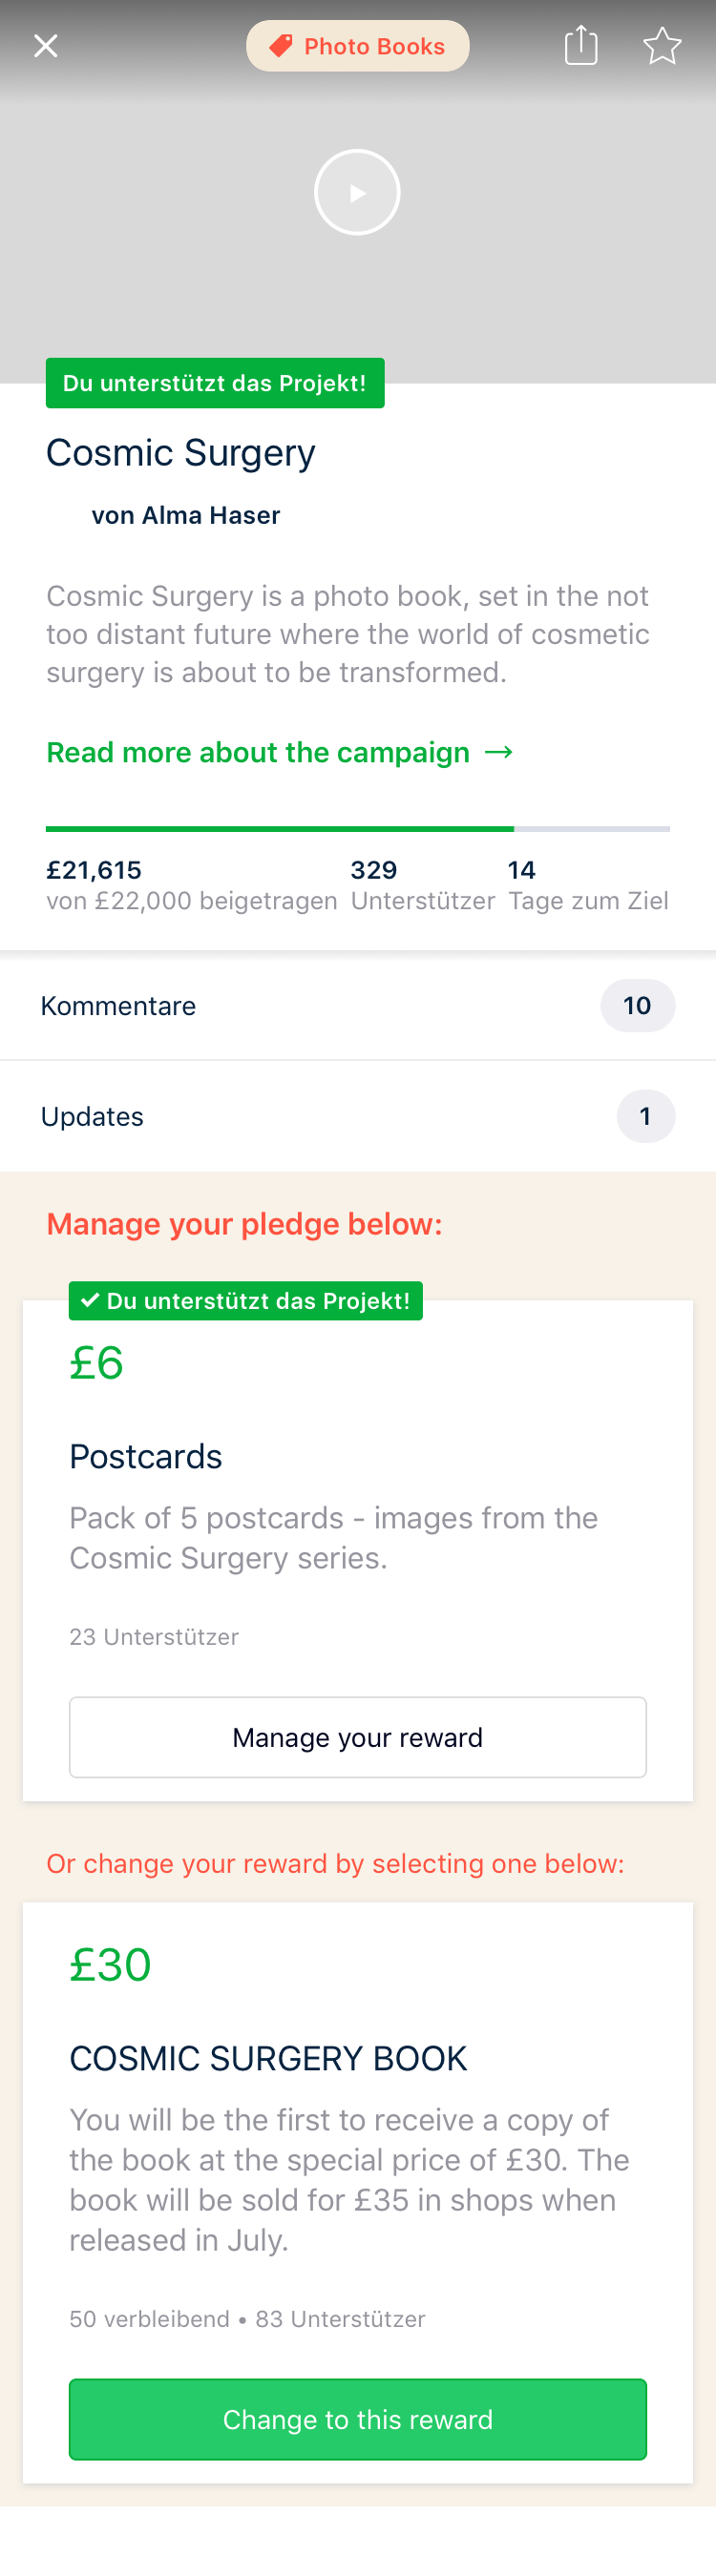 Photo Books
Du unterstützt das Projekt!
Cosmic Surgery
von Alma Haser
Cosmic Surgery is a photo book, set in the not
too distant future where the world of cosmetic
surgery is about to be transformed.
Read more about the campaign →
£21,615 329 14
von £22,000 beigetragen Unterstützer Tage zum Ziel
Kommentare 10
Updates 1
Manage your pledge below:
✓ Du unterstützt das Projekt!
£6
Postcards
Pack of 5 postcards - images from the
Cosmic Surgery series.
23 Unterstützer
Manage your reward
Or change your reward by selecting one below:
£30
COSMIC SURGERY BOOK
You will be the first to receive a copy of
the book at the special price of £30. The
book will be sold for £35 in shops when
released in July.
50 verbleibend • 83 Unterstützer
Change to this reward